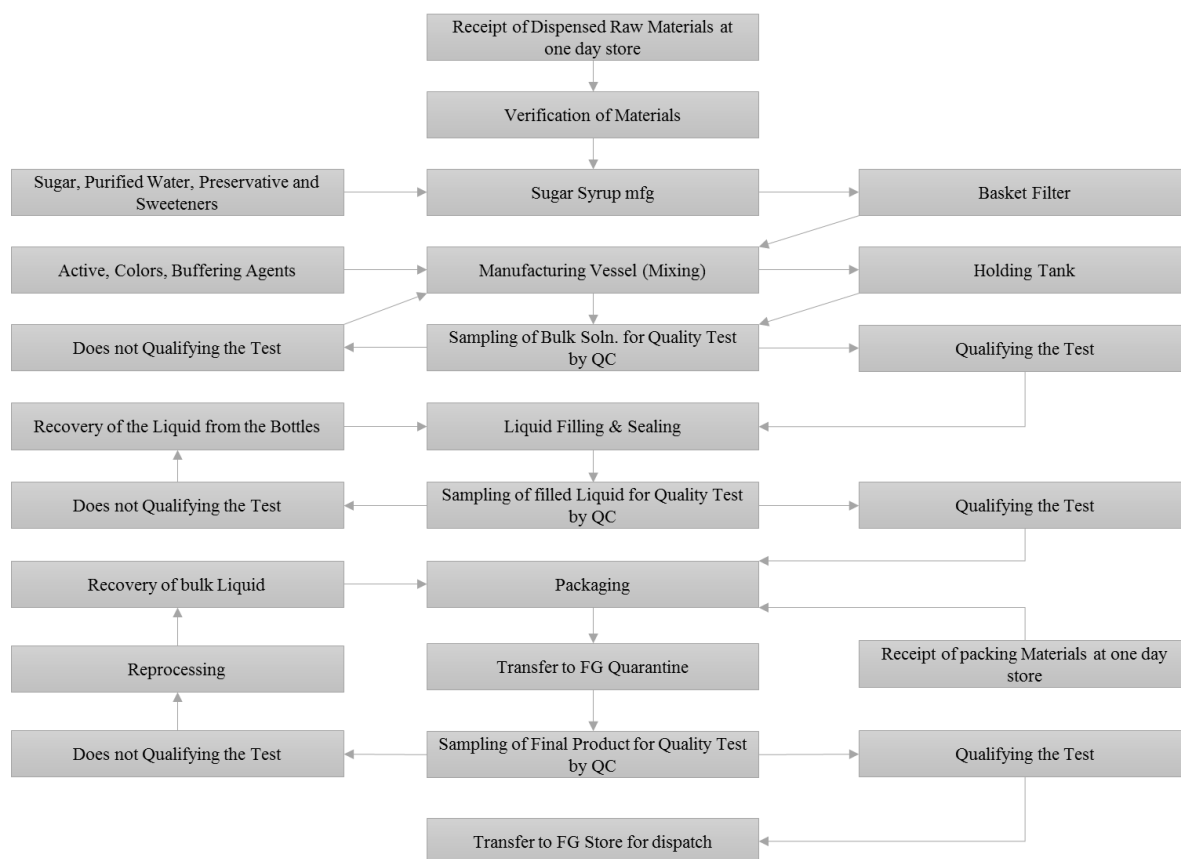 Receipt of Dispensed Raw Materials at
one day store
Verification of Materials
Sugar, Purified Water, Preservative and
Sweeteners
Sugar Syrup mfg
Basket Filter
Active, Colors, Buffering Agents
Manufacturing Vessel (Mixing)
Holding Tank
Does not Qualifying the Test
Sampling of Bulk Soln. for Quality Test
by QC
Qualifying the Test
Recovery of the Liquid from the Bottles
Liquid Filling & Sealing
Does not Qualifying the Test
Sampling of filled Liquid for Quality Test
by QC
Qualifying the Test
Recovery of bulk Liquid
Packaging
Reprocessing
Transfer to FG Quarantine
Receipt of packing Materials at one day
store
Does not Qualifying the Test
Sampling of Final Product for Quality Test
by QC
Qualifying the Test
Transfer to FG Store for dispatch